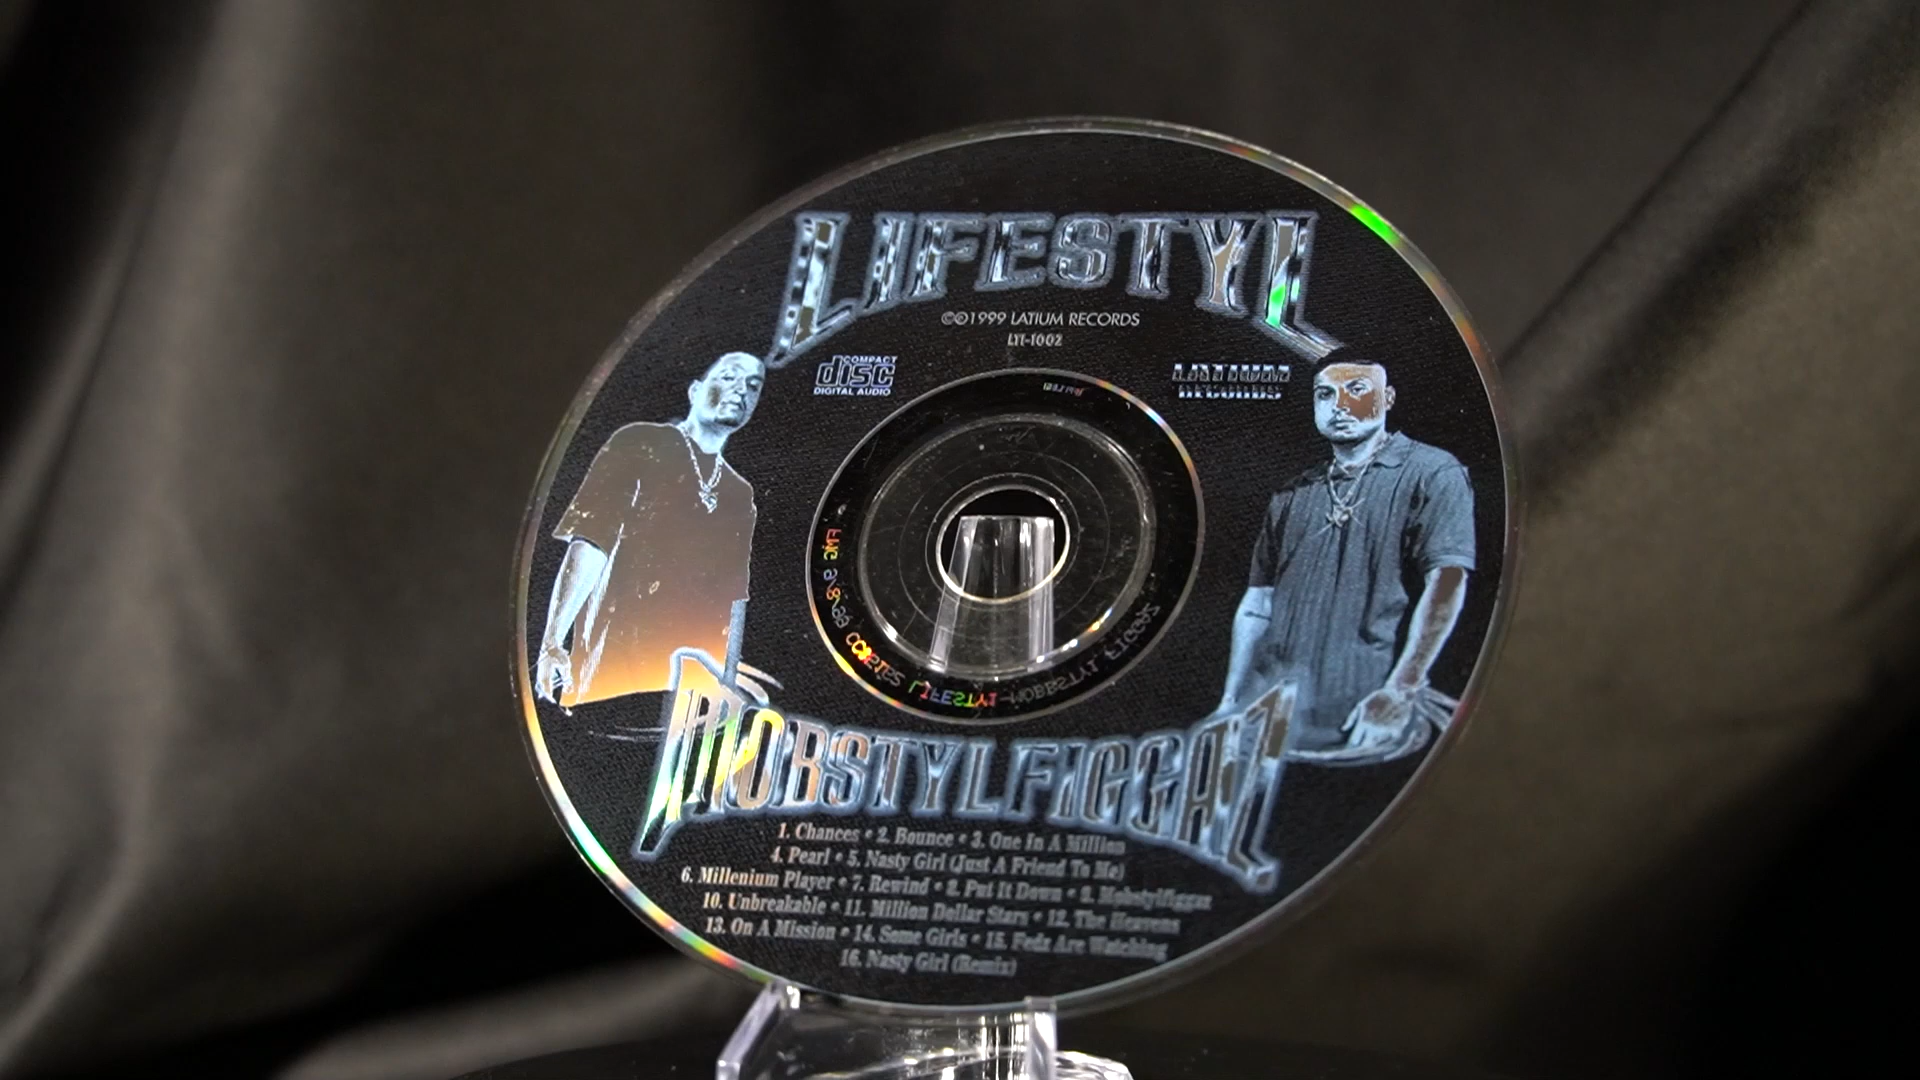 LIFESTYL
©℗1999 LATIUM RECORDS
LTI-1002
COMPACT
disc
DIGITAL AUDIO
LATIUM
RECORDS
LIFESTYL
MOBSTYLFIGGAZ
1. Chances • 2. Bounce • 3. One In A Million
4. Pearl • 5. Nasty Girl (Just A Friend To Me)
6. Millenium Player • 7. Rewind • 8. Put It Down • 9. Mobstylfiggaz
10. Unbreakable • 11. Million Dollar Stars • 12. The Heavens
13. On A Mission • 14. Some Girls • 15. Fedz Are Watching
16. Nasty Girl (Remix)